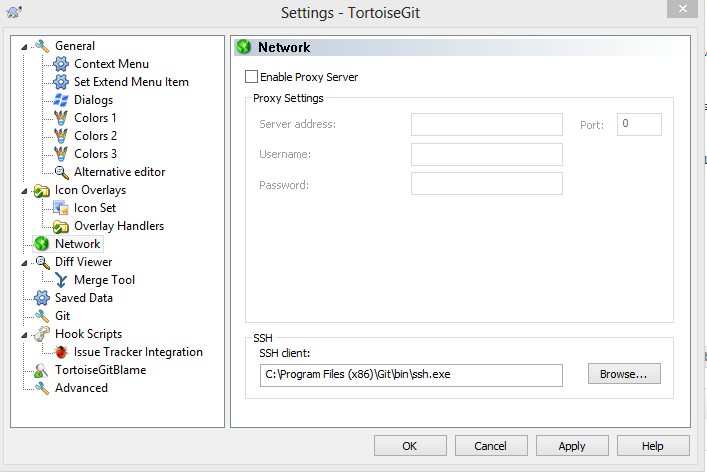 Settings - TortoiseGit
General
Context Menu
Set Extend Menu Item
Dialogs
Colors 1
Colors 2
Colors 3
Alternative editor
Icon Overlays
Icon Set
Overlay Handlers
Network
Diff Viewer
Merge Tool
Saved Data
Git
Hook Scripts
Issue Tracker Integration
TortoiseGitBlame
Advanced
Network
Enable Proxy Server
Proxy Settings
Server address: Port: 0
Username:
Password:
SSH
SSH client:
C:\Program Files (x86)\Git\bin\ssh.exe Browse...
OK Cancel Apply Help